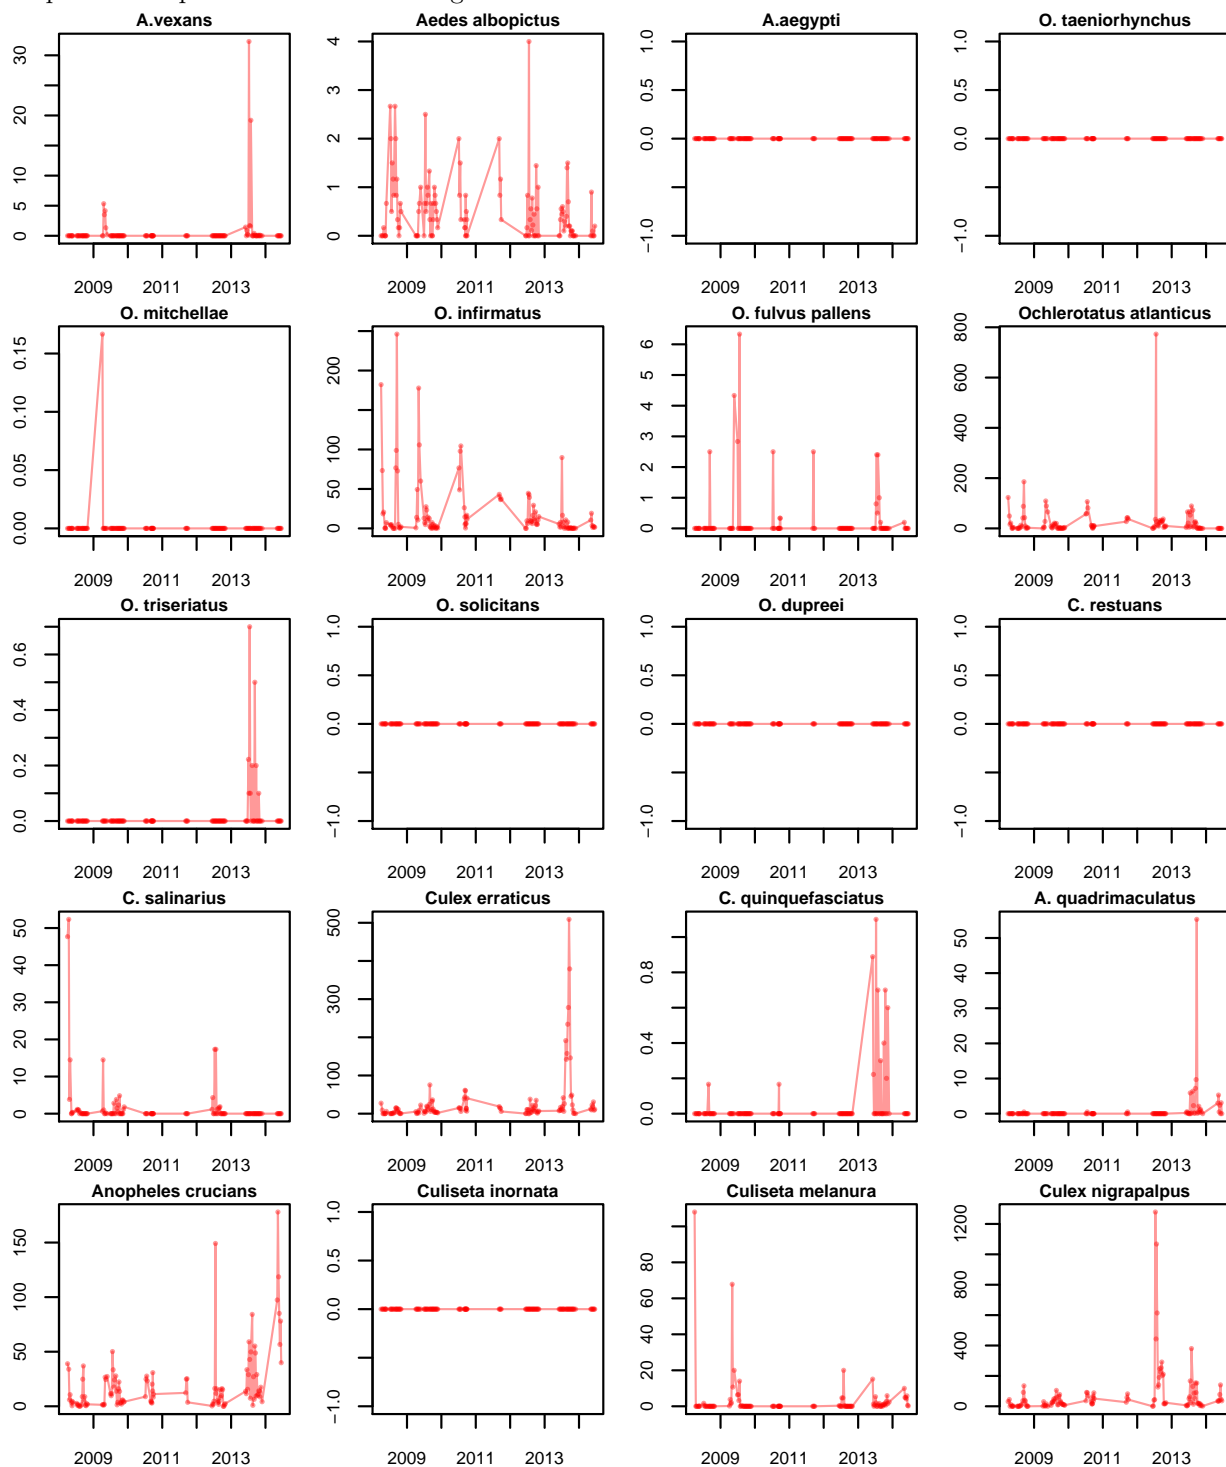 A.vexans Aedes albopictus A.aegypti O. taeniorhynchus
0 5 10 20 30
0 1 2 3 4
−1.0 0.0 0.5 1.0
−1.0 0.0 0.5 1.0
2009 2011 2013 2009 2011 2013 2009 2011 2013 2009 2011 2013
O. mitchellae O. infirmatus O. fulvus pallens Ochlerotatus atlanticus
0.00 0.05 0.10 0.15
0 50 100 200
0 1 2 3 4 5 6
0 200 400 600 800
2009 2011 2013 2009 2011 2013 2009 2011 2013 2009 2011 2013
O. triseriatus O. solicitans O. dupreei C. restuans
0.0 0.2 0.4 0.6
−1.0 0.0 0.5 1.0
−1.0 0.0 0.5 1.0
−1.0 0.0 0.5 1.0
2009 2011 2013 2009 2011 2013 2009 2011 2013 2009 2011 2013
C. salinarius Culex erraticus C. quinquefasciatus A. quadrimaculatus
0 10 20 30 40 50
0 100 300 500
0.0 0.4 0.8
0 10 20 30 40 50
2009 2011 2013 2009 2011 2013 2009 2011 2013 2009 2011 2013
Anopheles crucians Culiseta inornata Culiseta melanura Culex nigrapalpus
0 50 100 150
−1.0 0.0 0.5 1.0
0 20 40 60 80
0 400 800 1200
2009 2011 2013 2009 2011 2013 2009 2011 2013 2009 2011 2013